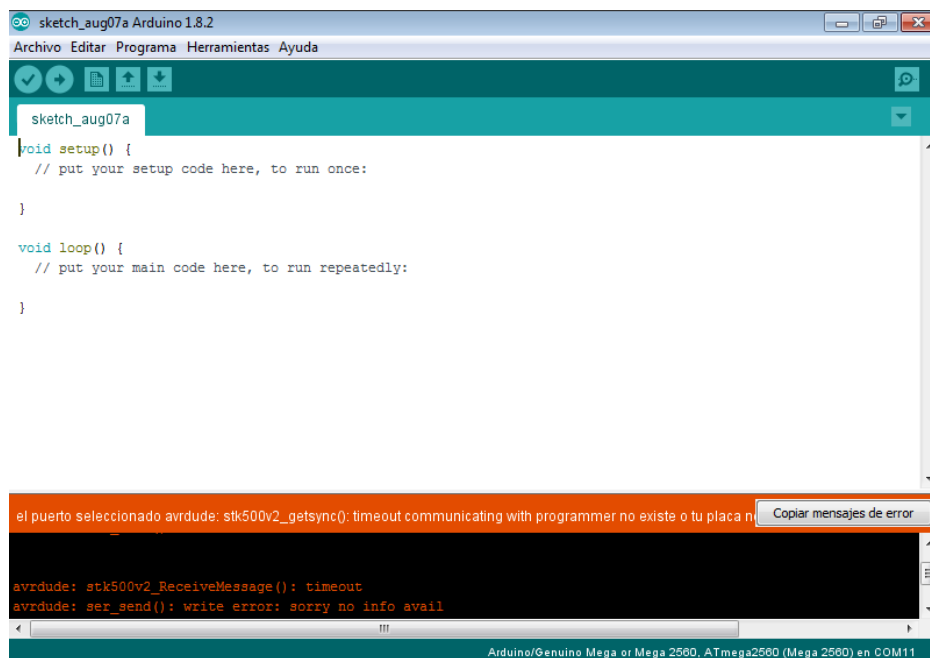 sketch_aug07a Arduino 1.8.2
Archivo Editar Programa Herramientas Ayuda
sketch_aug07a
void setup() {
// put your setup code here, to run once:
}
void loop() {
// put your main code here, to run repeatedly:
}
el puerto seleccionado avrdude: stk500v2_getsync(): timeout communicating with programmer no existe o tu placa
Copiar mensajes de error
avrdude: stk500v2_ReceiveMessage(): timeout
avrdude: ser_send(): write error: sorry no info avail
Arduino/Genuino Mega or Mega 2560, ATmega2560 (Mega 2560) en COM11